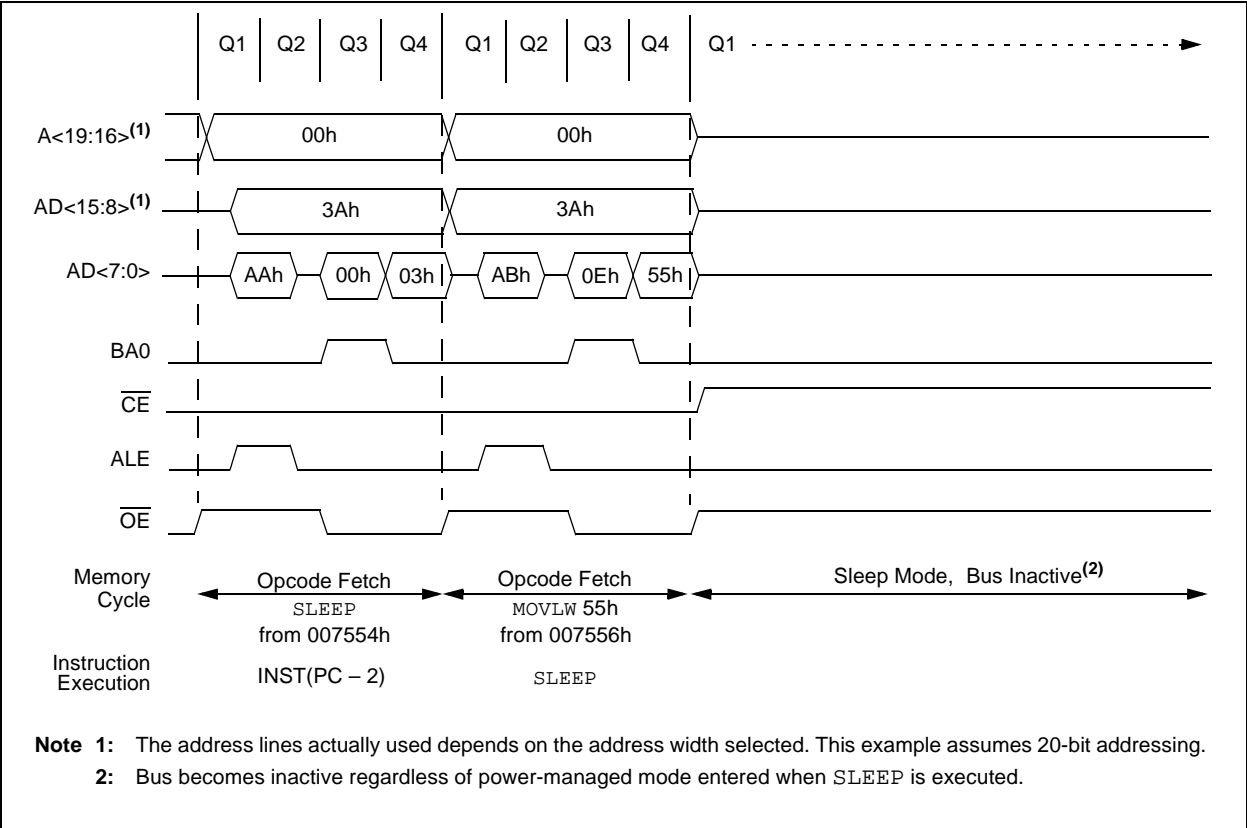 Q1 Q2 Q3 Q4 Q1 Q2 Q3 Q4 Q1
A<19:16>(1) 00h 00h
AD<15:8>(1) 3Ah 3Ah
AD<7:0> AAh 00h 03h ABh 0Eh 55h
BA0
CE
ALE
OE
Memory Cycle
Opcode Fetch
SLEEP
from 007554h
Opcode Fetch
MOVLW 55h
from 007556h
Sleep Mode, Bus Inactive(2)
Instruction Execution
INST(PC – 2)
SLEEP
Note 1: The address lines actually used depends on the address width selected. This example assumes 20-bit addressing.
2: Bus becomes inactive regardless of power-managed mode entered when SLEEP is executed.